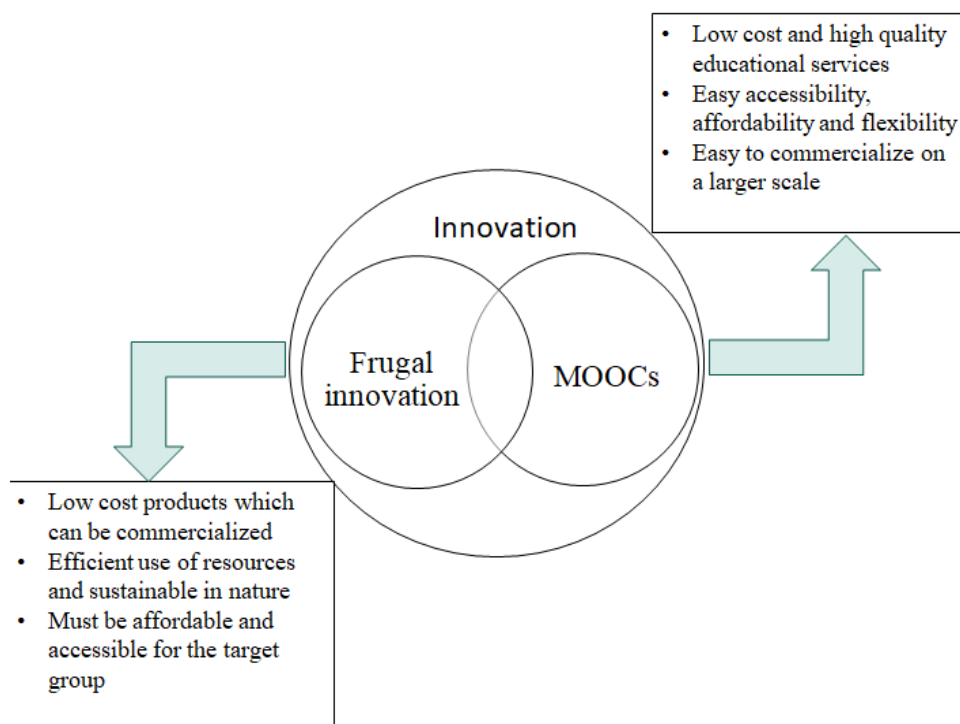 • Low cost and high quality
educational services
• Easy accessibility,
affordability and flexibility
• Easy to commercialize on
a larger scale
Innovation
Frugal
innovation
MOOCs
• Low cost products which
can be commercialized
• Efficient use of resources
and sustainable in nature
• Must be affordable and
accessible for the target
group